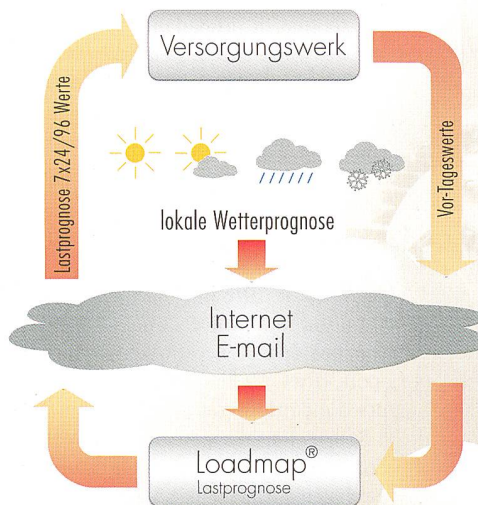 Versorgungswerk
Lastprognose 7x24/96 Werte
Vor-Tageswerte
lokale Wetterprognose
Internet
E-mail
Loadmap®
Lastprognose